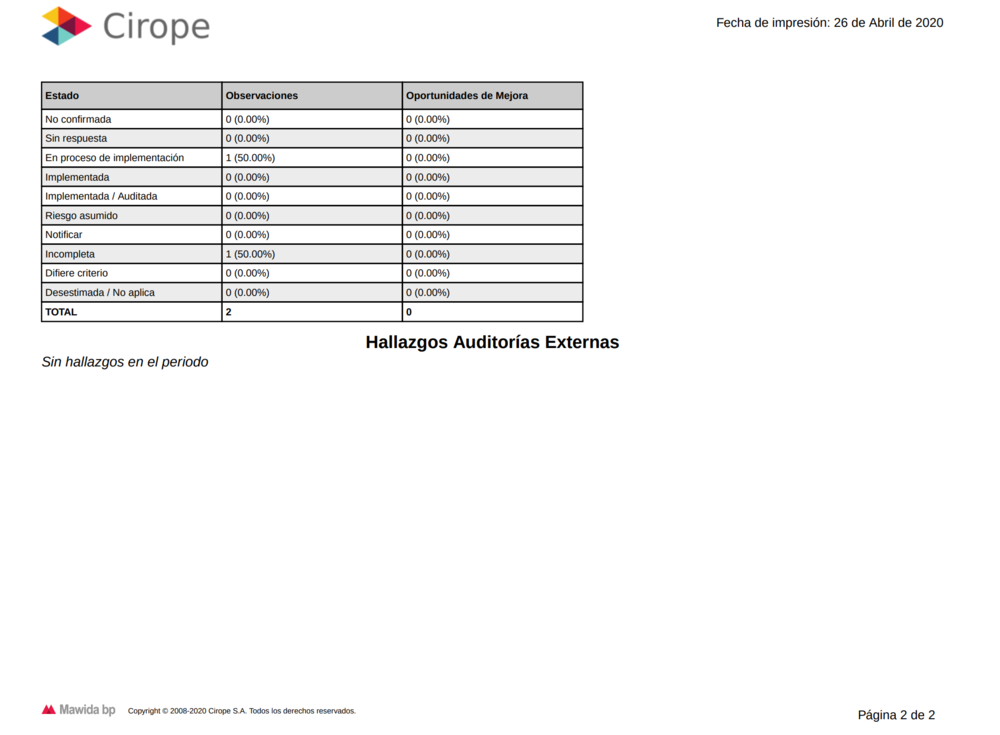 Cirope
Fecha de impresión: 26 de Abril de 2020
Estado Observaciones Oportunidades de Mejora
No confirmada 0 (0.00%) 0 (0.00%)
Sin respuesta 0 (0.00%) 0 (0.00%)
En proceso de implementación 1 (50.00%) 0 (0.00%)
Implementada 0 (0.00%) 0 (0.00%)
Implementada / Auditada 0 (0.00%) 0 (0.00%)
Riesgo asumido 0 (0.00%) 0 (0.00%)
Notificar 0 (0.00%) 0 (0.00%)
Incompleta 1 (50.00%) 0 (0.00%)
Difiere criterio 0 (0.00%) 0 (0.00%)
Desestimada / No aplica 0 (0.00%) 0 (0.00%)
TOTAL 2 0
Hallazgos Auditorías Externas
Sin hallazgos en el periodo
Mawida bp Copyright © 2008-2020 Cirope S.A. Todos los derechos reservados.
Página 2 de 2